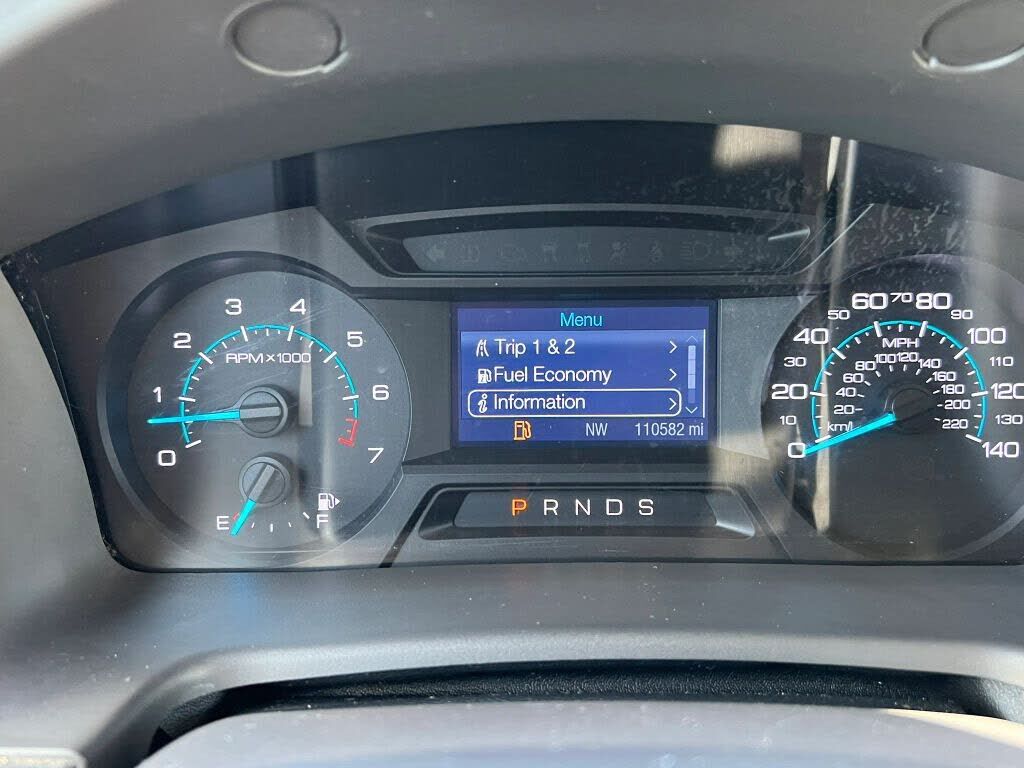 Menu
Trip 1 & 2
Fuel Economy
Information
NW 110582 mi
P R N D S
0 1 2 3 4 5 6 7
RPM×1000
E F
0 10 20 30 40 50 60 70 80 90 100 110 120 130 140
MPH
20 40 60 80 100 120 140 160 180 200 220
km/h